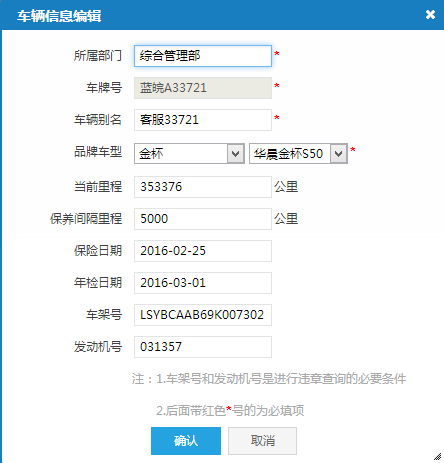 车辆信息编辑
所属部门 综合管理部 *
车牌号 蓝皖A33721 *
车辆别名 客服33721 *
品牌车型 金杯 华晨金杯S50 *
当前里程 353376 公里
保养间隔里程 5000 公里
保险日期 2016-02-25
年检日期 2016-03-01
车架号 LSYBCAAB69K007302
发动机号 031357
注：1.车架号和发动机号是进行违章查询的必要条件
2.后面带红色*号的为必填项
确认 取消